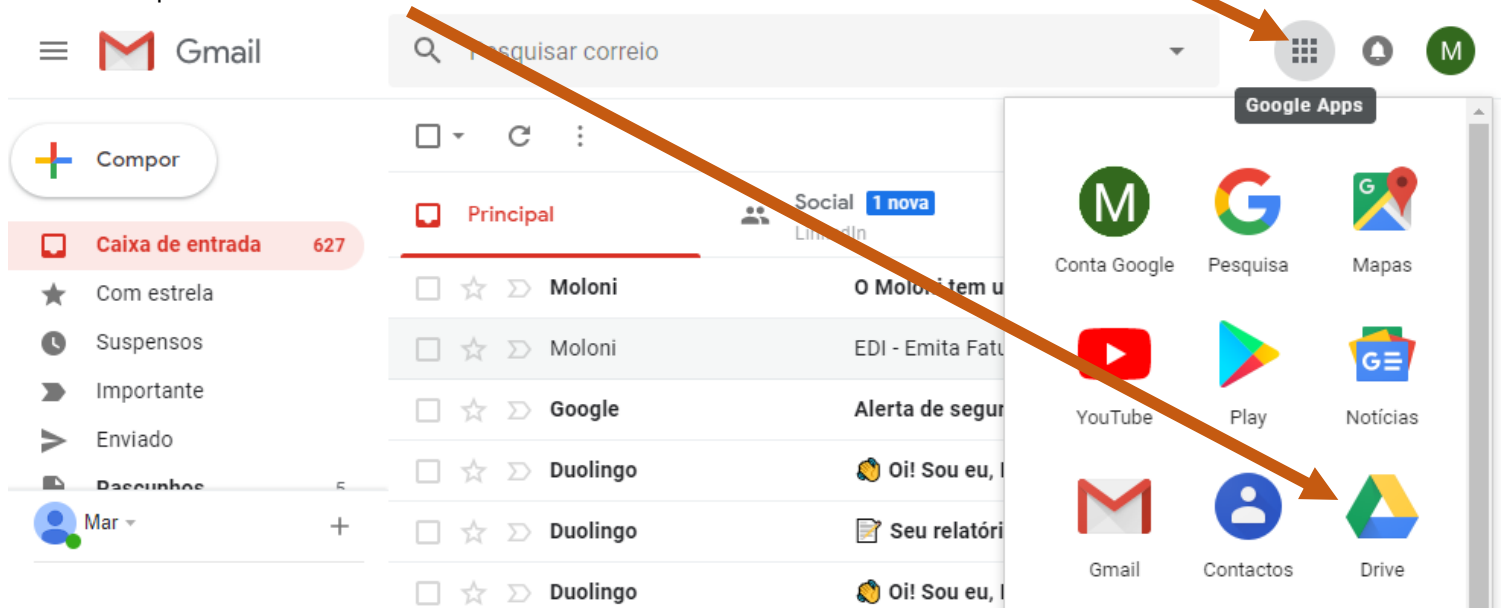 Gmail
Pesquisar correio
M
Google Apps
Compor
Principal
Social 1 nova
LinkedIn
Caixa de entrada 627
Com estrela
Suspensos
Importante
Enviado
Rascunhos 5
Mar
Moloni O Moloni tem u
Moloni EDI - Emita Fatu
Google Alerta de segur
Duolingo Oi! Sou eu,
Duolingo Seu relatóri
Duolingo Oi! Sou eu,
M G G
Conta Google Pesquisa Mapas
G
YouTube Play Notícias
Gmail Contactos Drive